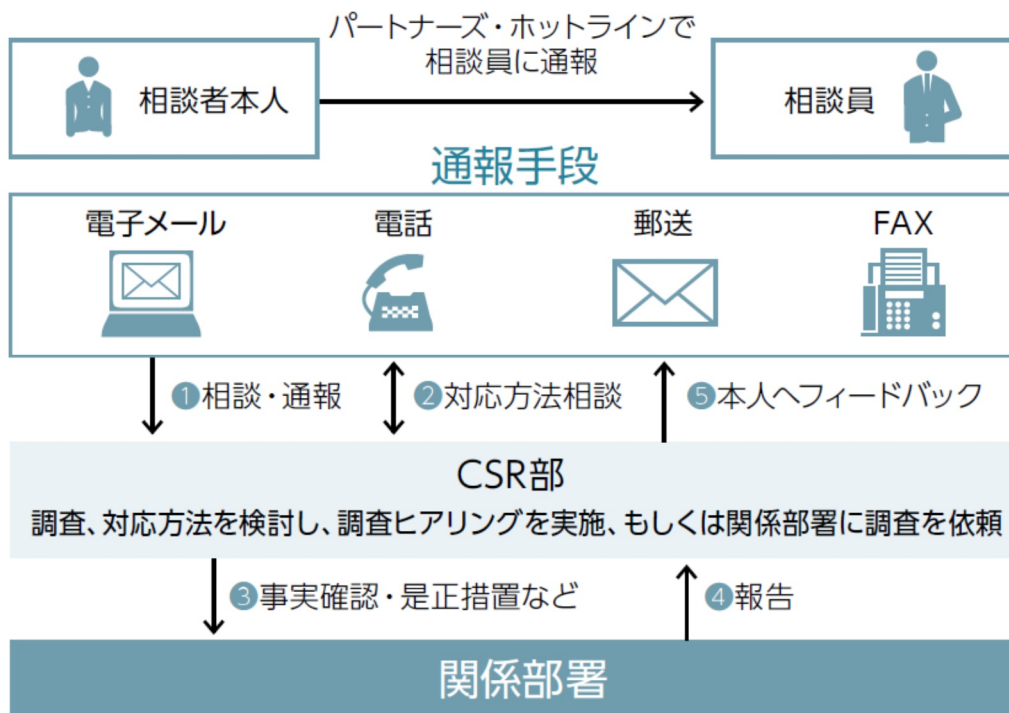 パートナーズ・ホットラインで
相談員に通報
相談者本人
相談員
通報手段
電子メール
電話
郵送
FAX
❶相談・通報
❷対応方法相談
❺本人へフィードバック
CSR部
調査、対応方法を検討し、調査ヒアリングを実施、もしくは関係部署に調査を依頼
❸事実確認・是正措置など
❹報告
関係部署